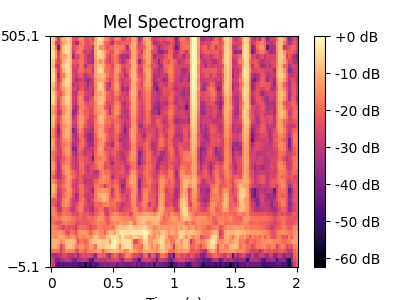 Mel Spectrogram
505.1
−5.1
0
0.5
1
1.5
2
+0 dB
-10 dB
-20 dB
-30 dB
-40 dB
-50 dB
-60 dB